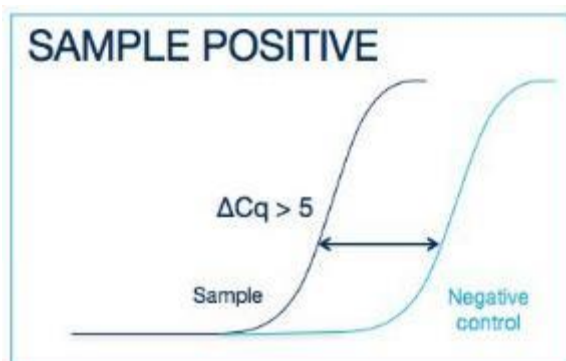 SAMPLE POSITIVE
ΔCq > 5
Sample
Negative
control